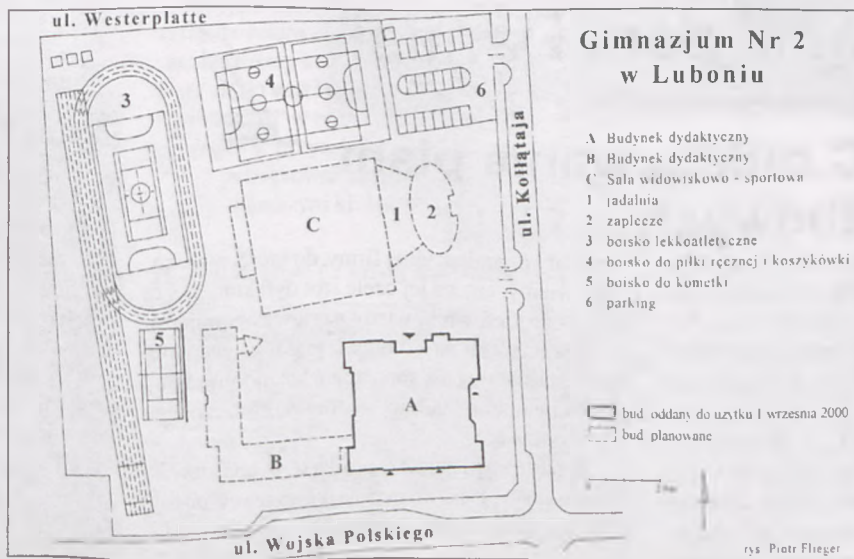 ul. Westerplatte
Gimnazjum Nr 2
w Luboniu
A Budynek dydaktyczny
B Budynek dydaktyczny
C Sala widowiskowo - sportowa
1 jadalnia
2 zaplecze
3 boisko lekkoatletyczne
boisko do piłki ręcznej i koszykówki
5 boisko do kometki
6 parking
bud oddany do użytku 1 września 2000
bud planowane
0
rys Piotr Flieger
3
4
6
ul. Kołłątaja
C
1
2
5
A
B
ul. Wojska Polskiego